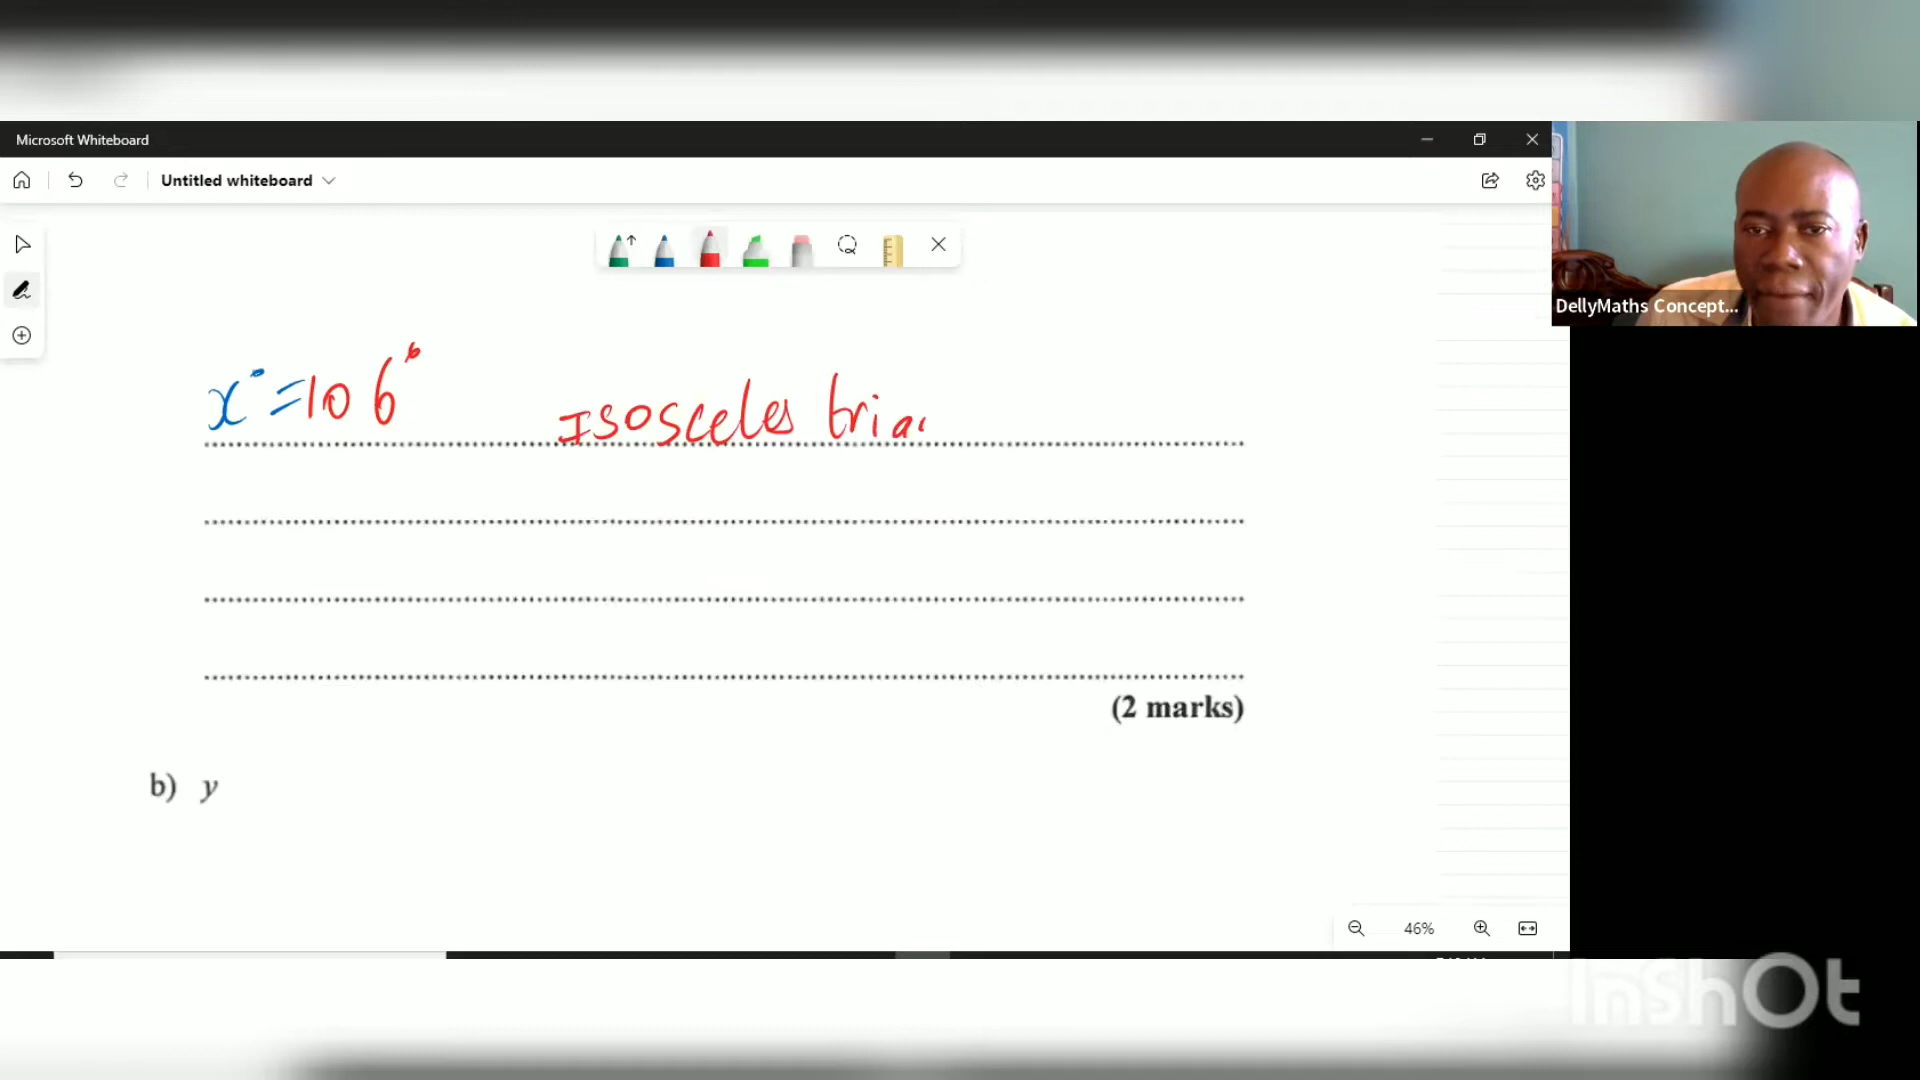 Microsoft Whiteboard
Untitled whiteboard
DellyMaths Concept...
x° = 106°
Isosceles tria
(2 marks)
b) y
46%
InShOt